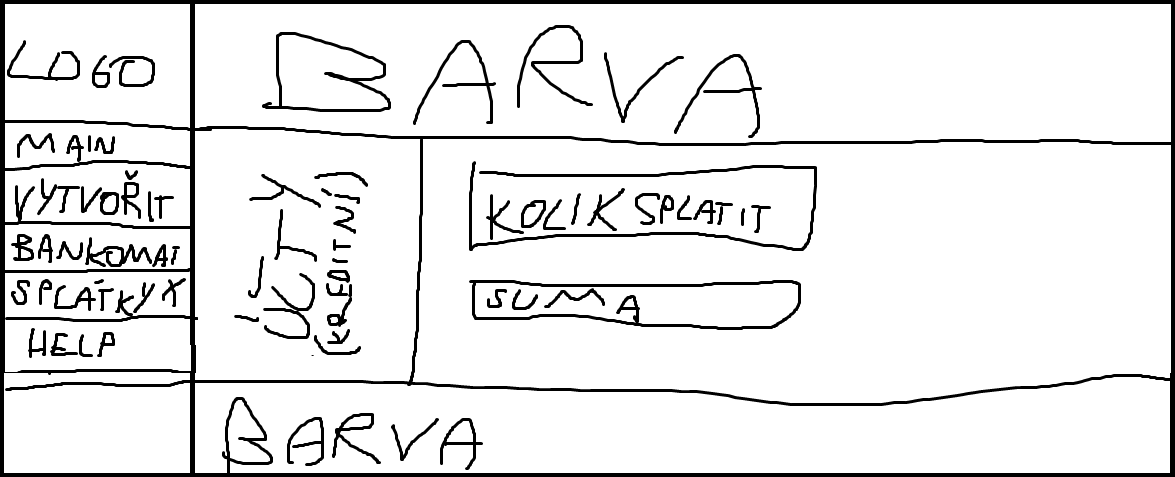 LOGO
BARVA
MAIN
VYTVOŘIT
BANKOMAT
SPLÁTKY X
HELP
ÚČTY
(KREDITNÍ)
KOLIK SPLATIT
SUMA
BARVA